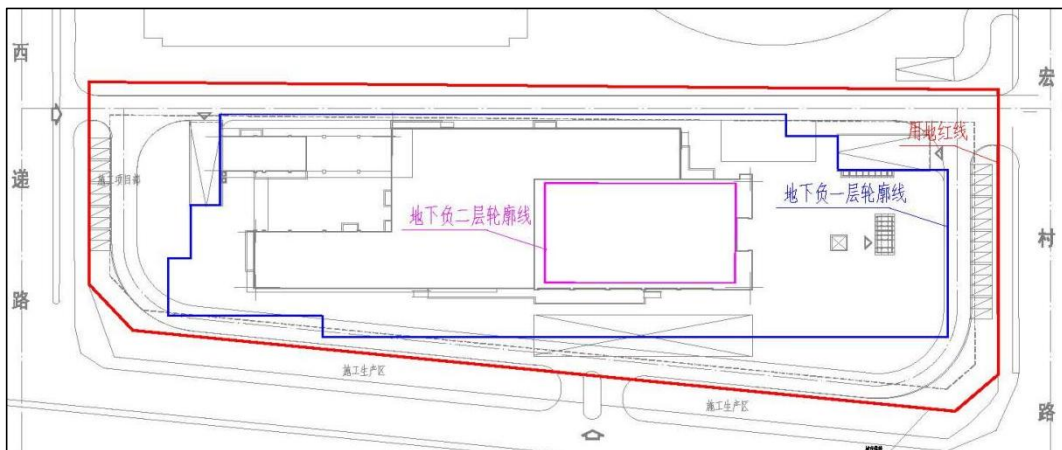 西递路
宏村路
用地红线
施工项目部
地下负一层轮廓线
地下负二层轮廓线
施工生产区
施工生产区